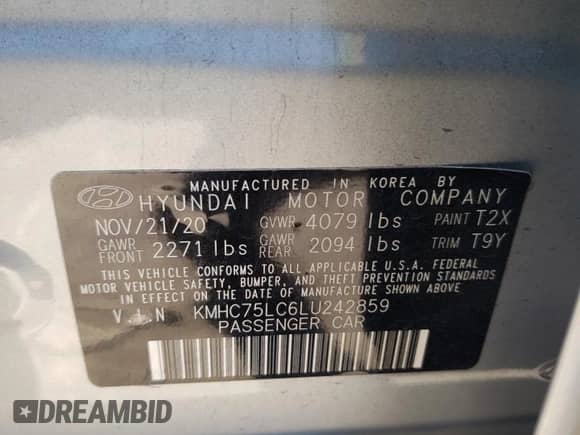 MANUFACTURED IN KOREA BY
HYUNDAI MOTOR COMPANY
NOV/21/20 GVWR 4079 lbs PAINT T2X
GAWR FRONT 2271 lbs GAWR REAR 2094 lbs TRIM T9Y
THIS VEHICLE CONFORMS TO ALL APPLICABLE U.S.A. FEDERAL
MOTOR VEHICLE SAFETY, BUMPER, AND THEFT PREVENTION STANDARDS
IN EFFECT ON THE DATE OF MANUFACTURE SHOWN ABOVE
V.I.N KMHC75LC6LU242859
PASSENGER CAR
DREAMBID